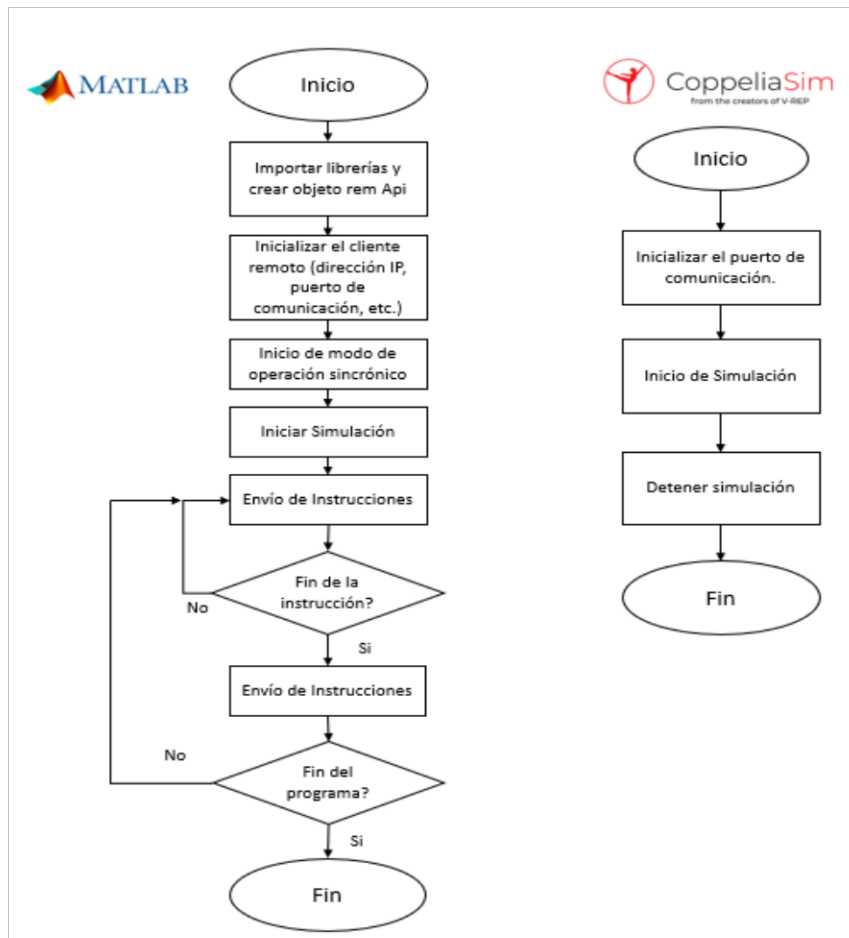 MATLAB
Inicio
Importar librerías y
crear objeto rem Api
Inicializar el cliente
remoto (dirección IP,
puerto de
comunicación, etc.)
Inicio de modo de
operación sincrónico
Iniciar Simulación
Envío de Instrucciones
Fin de la
instrucción?
No
Si
Envío de Instrucciones
No
Fin del
programa?
Si
Fin
CoppeliaSim
from the creators of V-REP
Inicio
Inicializar el puerto de
comunicación.
Inicio de Simulación
Detener simulación
Fin